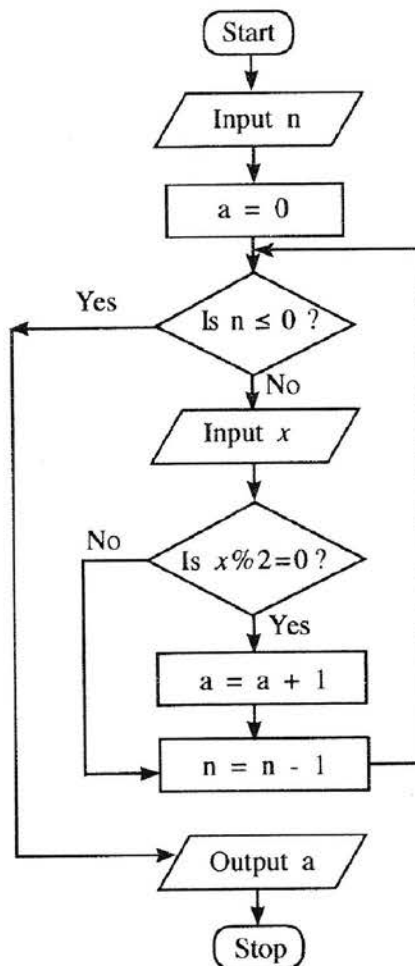 Start
Input n
a = 0
Yes
Is n ≤ 0 ?
No
Input x
No
Is x%2=0 ?
Yes
a = a + 1
n = n - 1
Output a
Stop